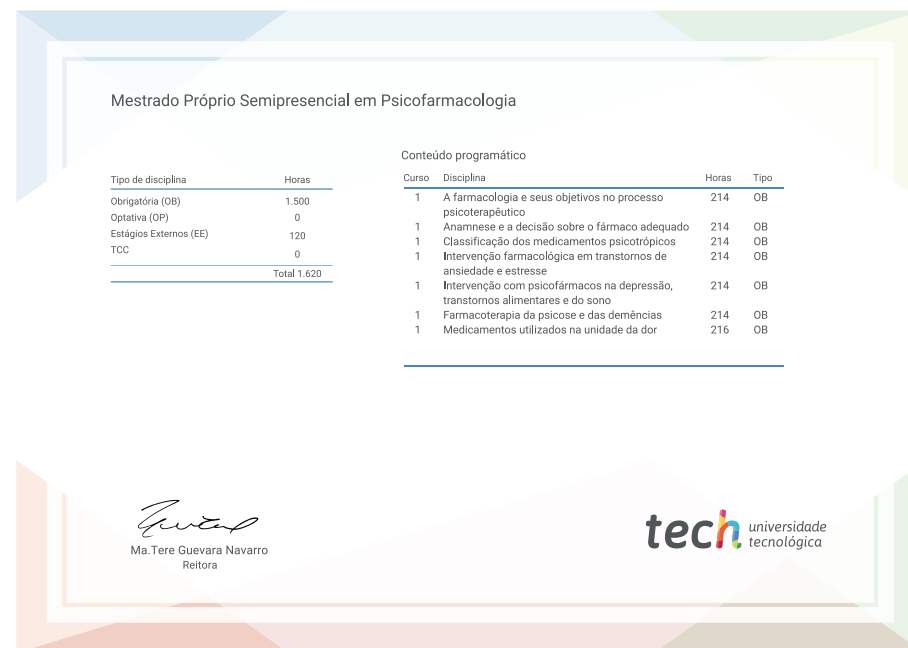 Mestrado Próprio Semipresencial em Psicofarmacologia
Tipo de disciplina Horas
Obrigatória (OB) 1.500
Optativa (OP) 0
Estágios Externos (EE) 120
TCC 0
Total 1.620
Conteúdo programático
Curso Disciplina Horas Tipo
1 A farmacologia e seus objetivos no processo 214 OB
psicoterapêutico
1 Anamnese e a decisão sobre o fármaco adequado 214 OB
1 Classificação dos medicamentos psicotrópicos 214 OB
1 Intervenção farmacológica em transtornos de 214 OB
ansiedade e estresse
1 Intervenção com psicofármacos na depressão, 214 OB
transtornos alimentares e do sono
1 Farmacoterapia da psicose e das demências 214 OB
1 Medicamentos utilizados na unidade da dor 216 OB
Ma.Tere Guevara Navarro
Reitora
tech universidade
tecnológica